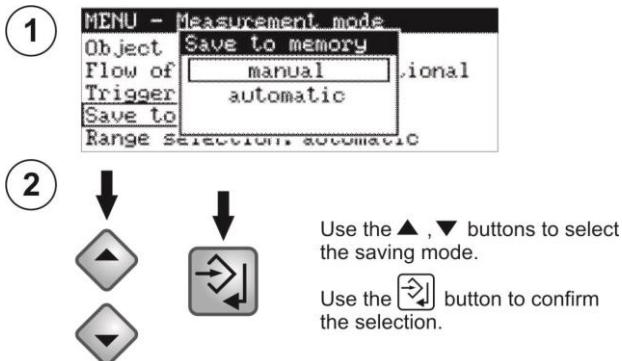 1
MENU - Measurement mode
Object
Save to memory
Flow of
manual
ional
Trigger
automatic
Save to
Range selection: automatic
2
Use the ▲ , ▼ buttons to select
the saving mode.
Use the button to confirm
the selection.